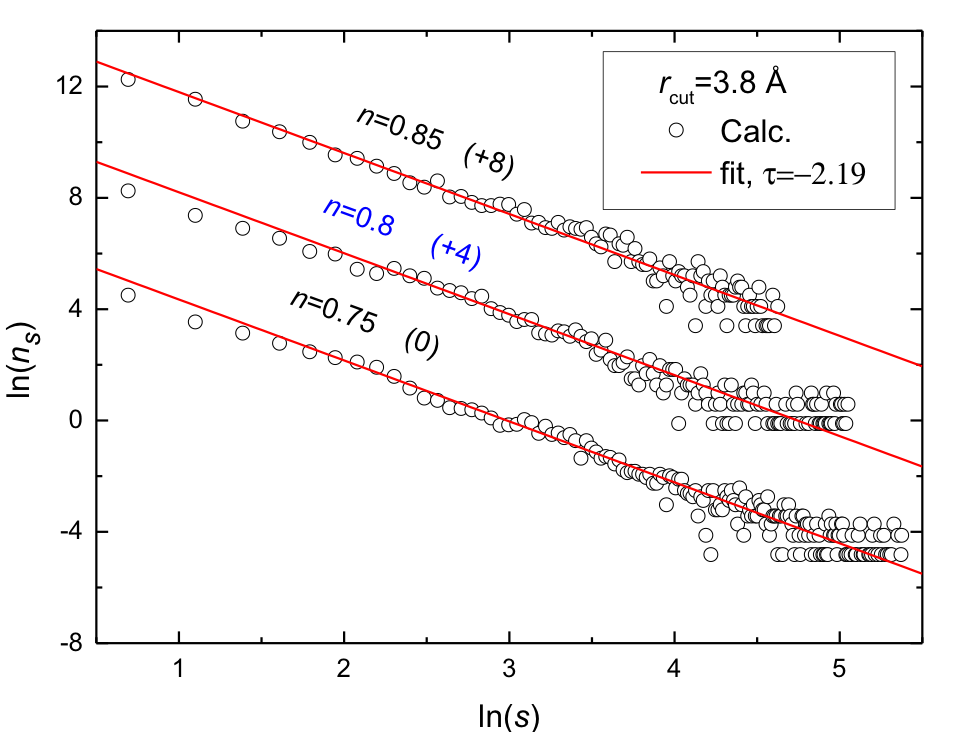 r_cut=3.8 Å
Calc.
fit, τ=−2.19
n=0.85 (+8)
n=0.8 (+4)
n=0.75 (0)
ln(n_s)
12
8
4
0
-4
-8
1 2 3 4 5
ln(s)